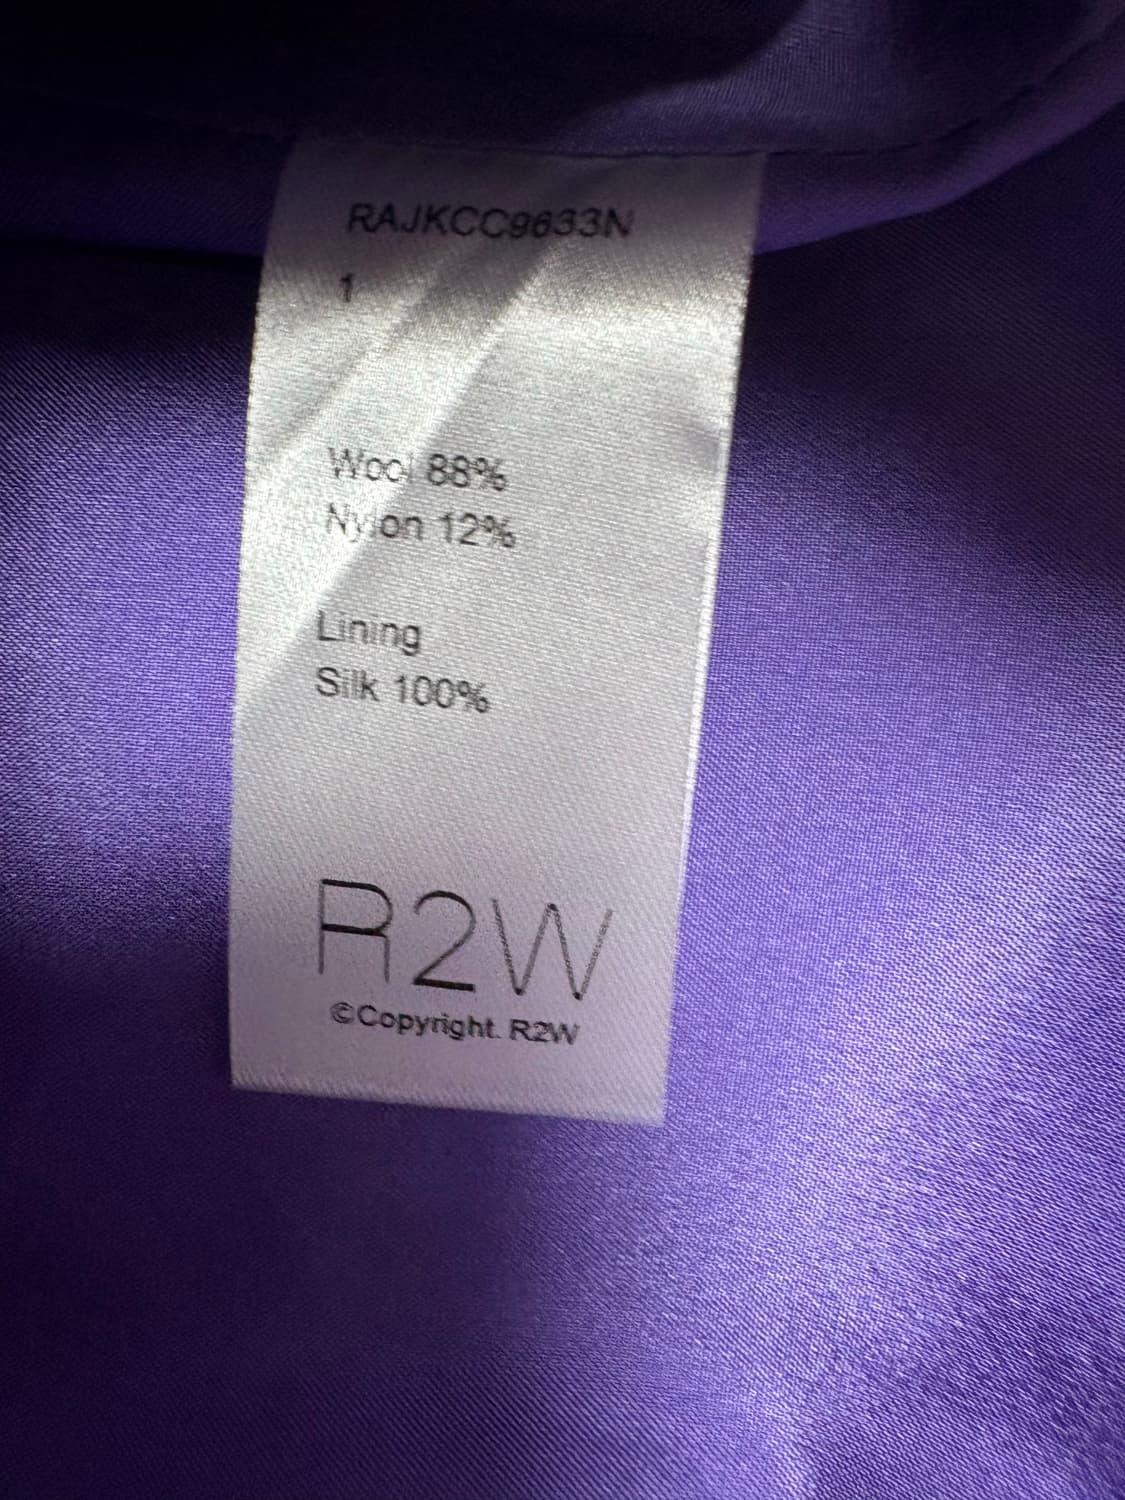 RAJKCC9633N
1
Wool 88%
Nylon 12%
Lining
Silk 100%
R2W
©Copyright. R2W